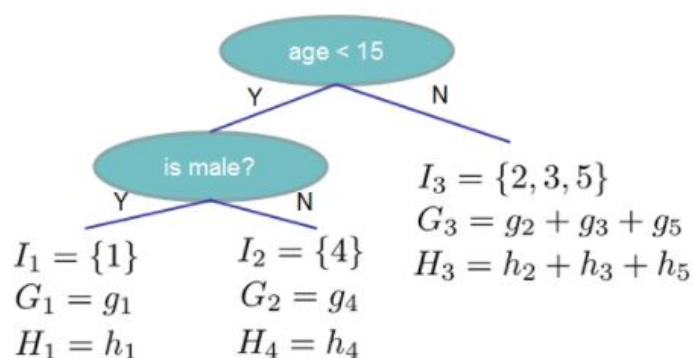 age < 15
Y
N
is male?
Y
N
I₃ = {2, 3, 5}
G₃ = g₂ + g₃ + g₅
H₃ = h₂ + h₃ + h₅
I₁ = {1}
G₁ = g₁
H₁ = h₁
I₂ = {4}
G₂ = g₄
H₄ = h₄